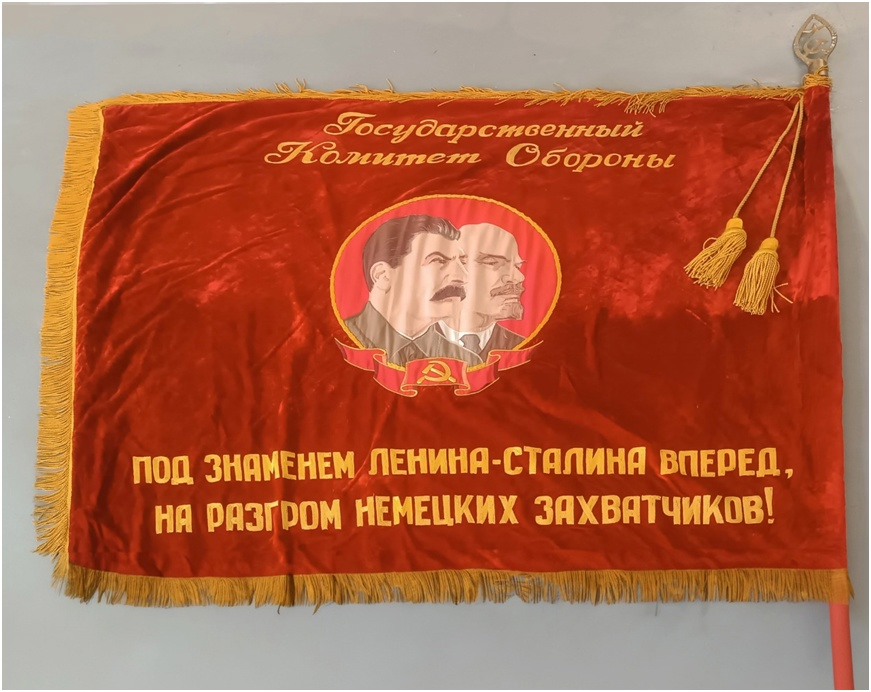 Государственный
Комитет Обороны
ПОД ЗНАМЕНЕМ ЛЕНИНА-СТАЛИНА ВПЕРЕД,
НА РАЗГРОМ НЕМЕЦКИХ ЗАХВАТЧИКОВ!